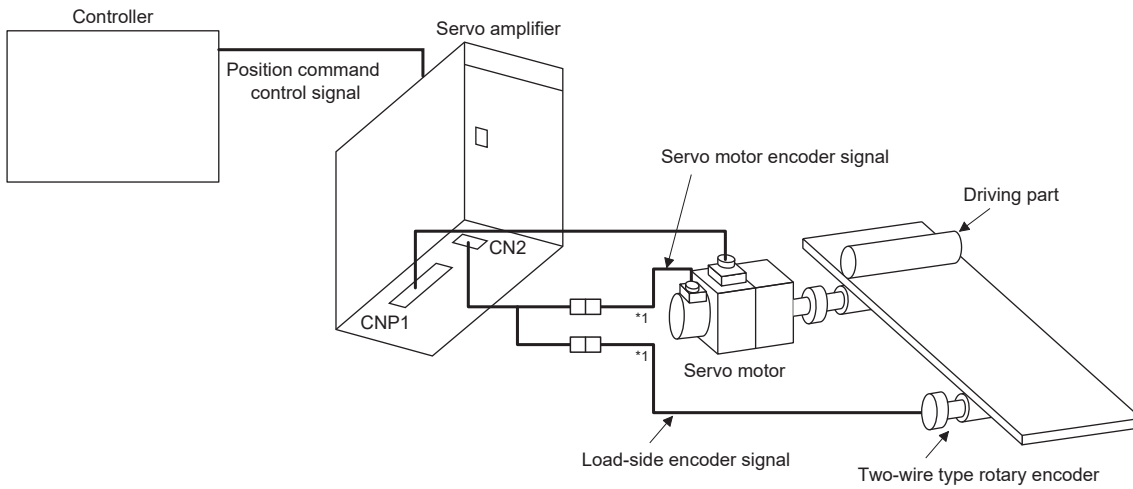 Controller
Servo amplifier
Position command
control signal
Servo motor encoder signal
Driving part
CN2
CNP1
*1
*1
Servo motor
Load-side encoder signal
Two-wire type rotary encoder